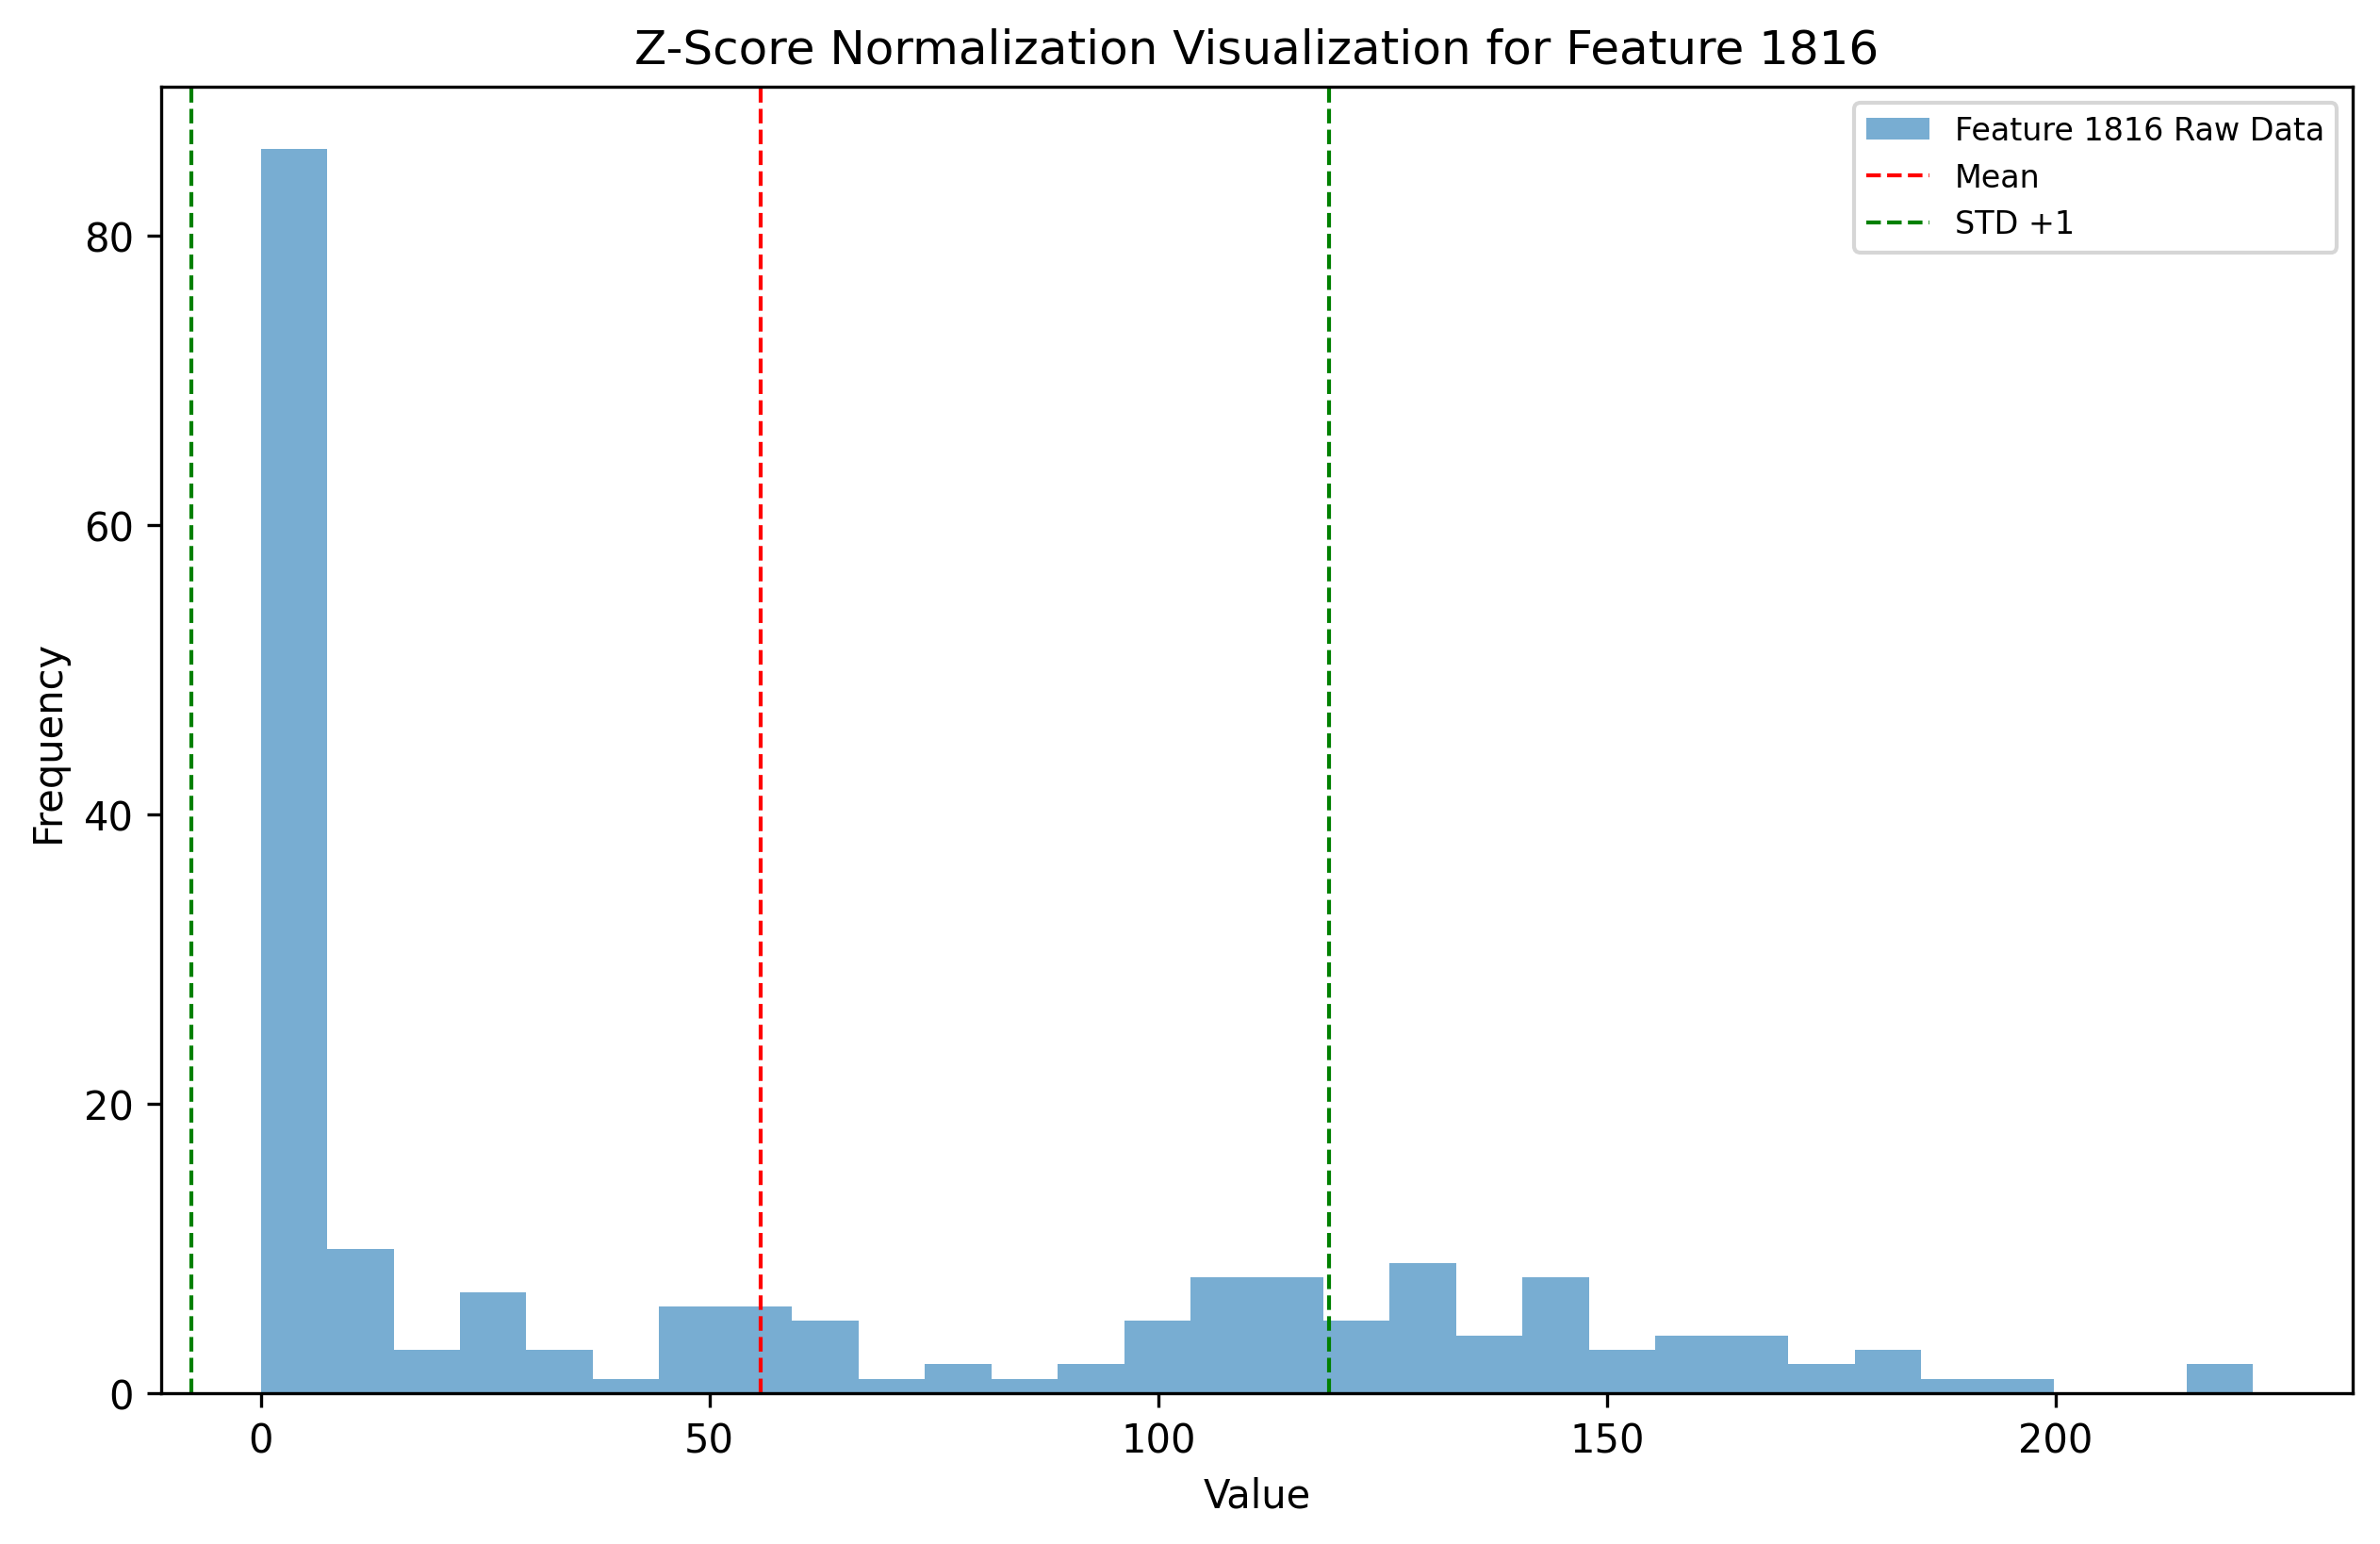 Z-Score Normalization Visualization for Feature 1816
Feature 1816 Raw Data
Mean
STD +1
80
60
40
20
0
Frequency
0 50 100 150 200
Value